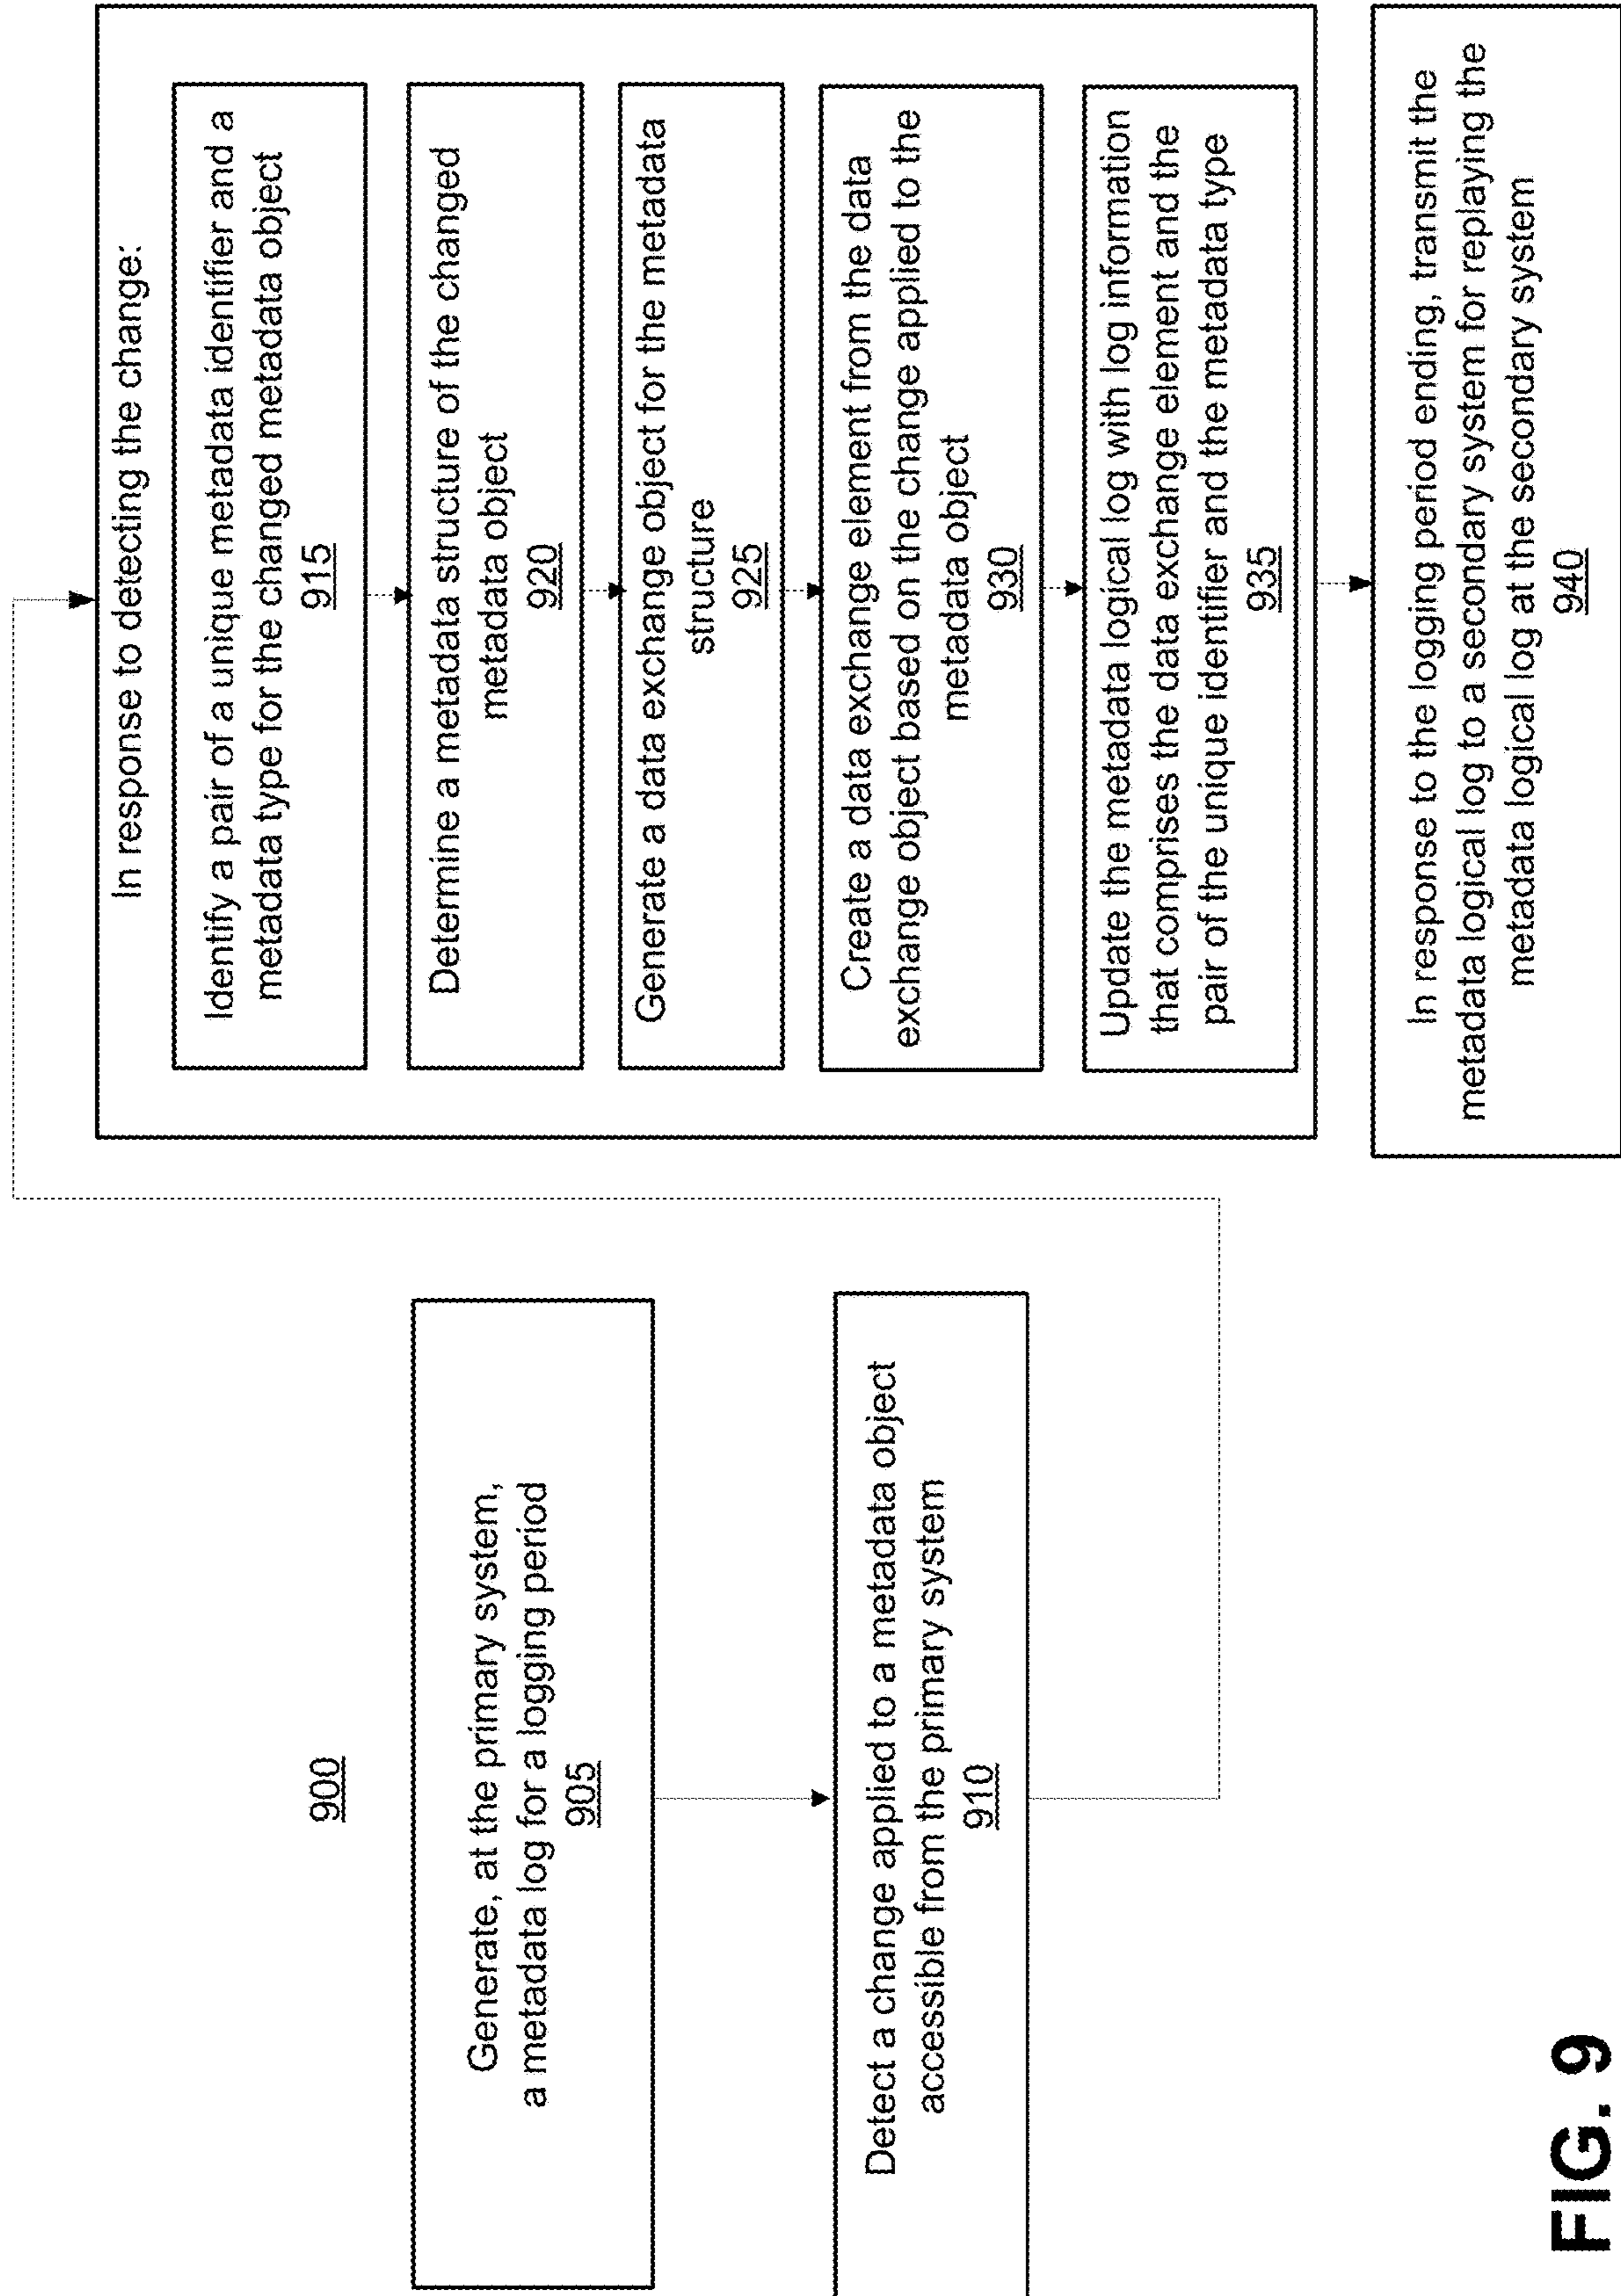 900
Generate, at the primary system,
a metadata log for a logging period
905
Detect a change applied to a metadata object
accessible from the primary system
910
In response to detecting the change:
Identify a pair of a unique metadata identifier and a
metadata type for the changed metadata object
915
Determine a metadata structure of the changed
metadata object
920
Generate a data exchange object for the metadata
structure
925
Create a data exchange element from the data
exchange object based on the change applied to the
metadata object
930
Update the metadata logical log with log information
that comprises the data exchange element and the
pair of the unique identifier and the metadata type
935
In response to the logging period ending, transmit the
metadata logical log to a secondary system for replaying the
metadata logical log at the secondary system
940
FIG. 9